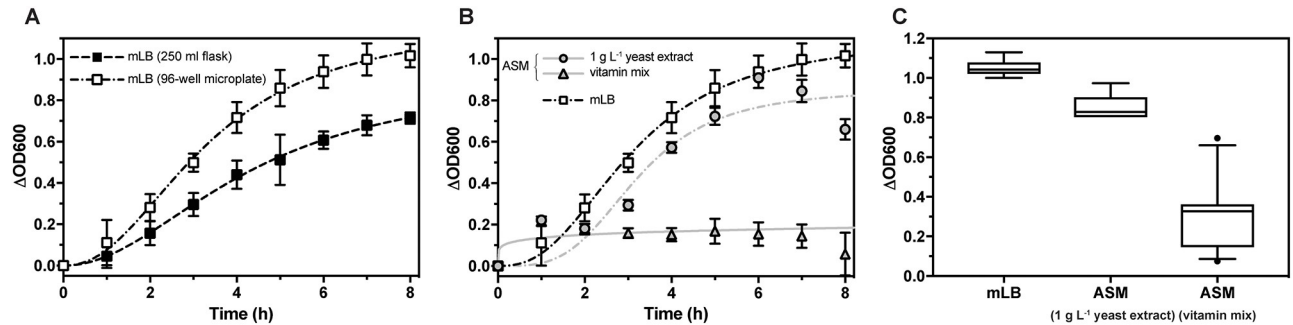 A
ΔOD600
1.0
0.8
0.6
0.4
0.2
0.0
mLB (250 ml flask)
mLB (96-well microplate)
0 2 4 6 8
Time (h)
B
ΔOD600
1.0
0.8
0.6
0.4
0.2
0.0
ASM
1 g L⁻¹ yeast extract
vitamin mix
mLB
0 2 4 6 8
Time (h)
C
ΔOD600
1.2
1.0
0.8
0.6
0.4
0.2
0.0
mLB ASM ASM
(1 g L⁻¹ yeast extract) (vitamin mix)